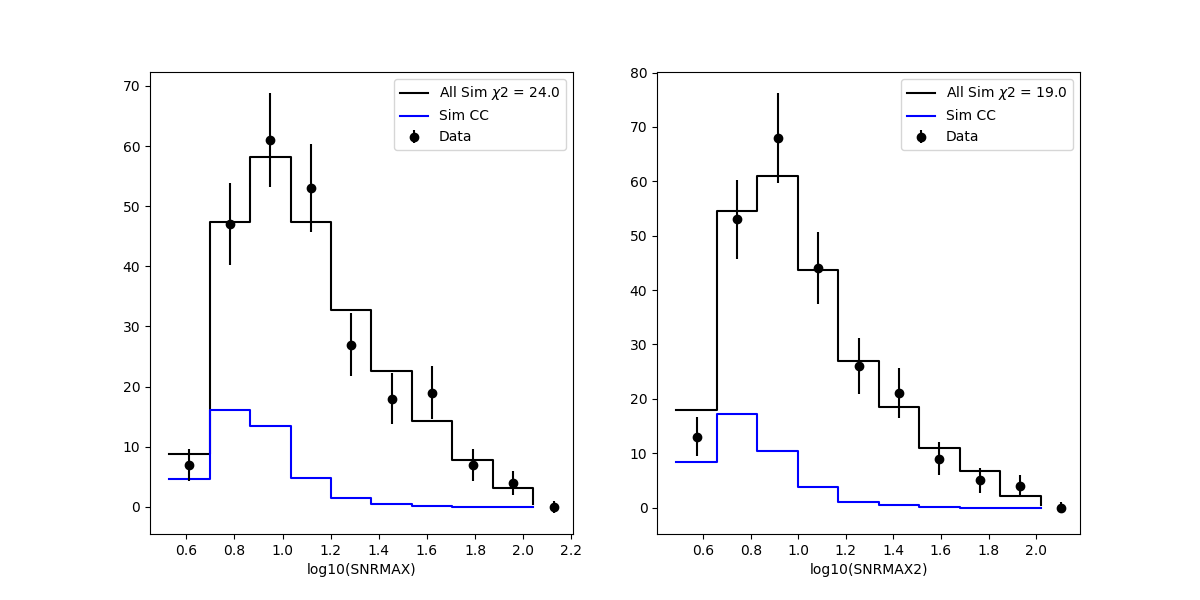 All Sim χ2 = 24.0
Sim CC
Data
70
60
50
40
30
20
10
0
0.6 0.8 1.0 1.2 1.4 1.6 1.8 2.0 2.2
log10(SNRMAX)
All Sim χ2 = 19.0
Sim CC
Data
80
70
60
50
40
30
20
10
0
0.6 0.8 1.0 1.2 1.4 1.6 1.8 2.0
log10(SNRMAX2)